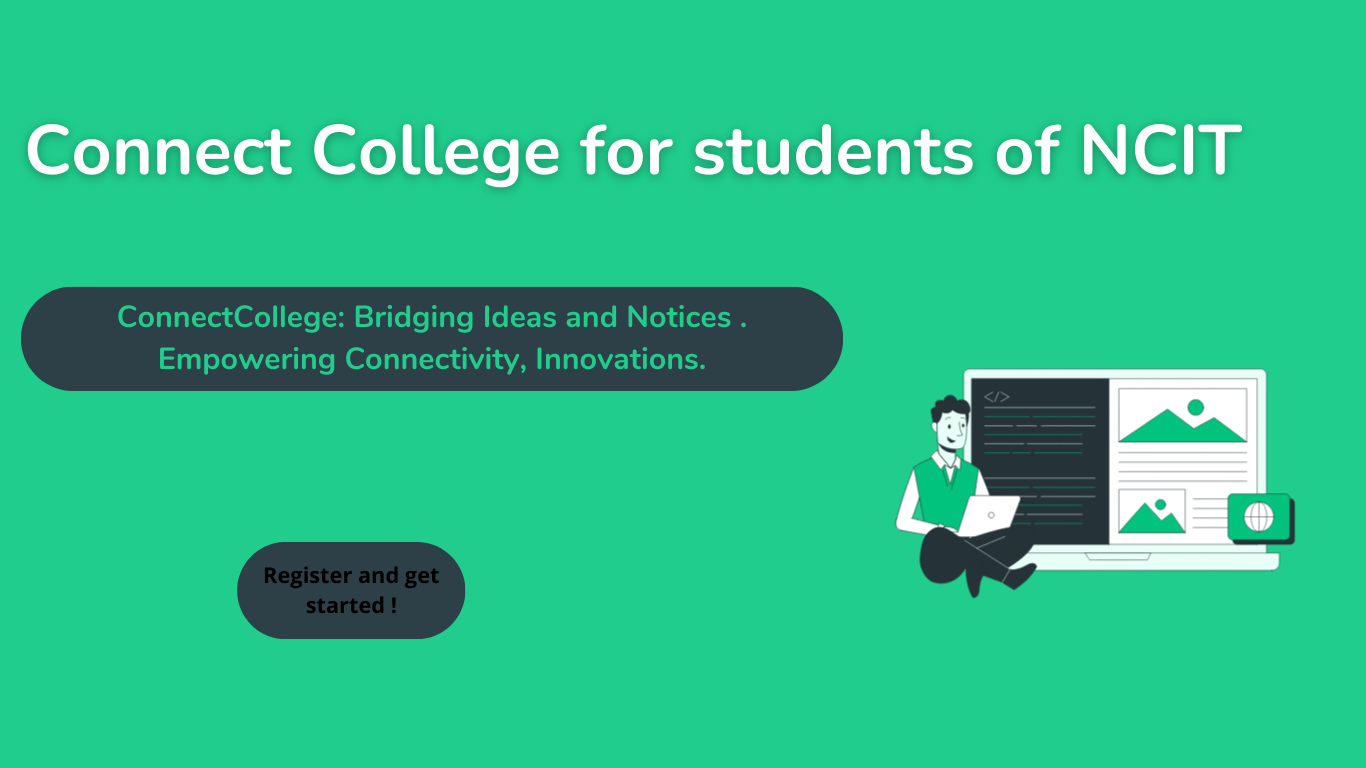 Connect College for students of NCIT
ConnectCollege: Bridging Ideas and Notices .
Empowering Connectivity, Innovations.
</>
Register and get
started !